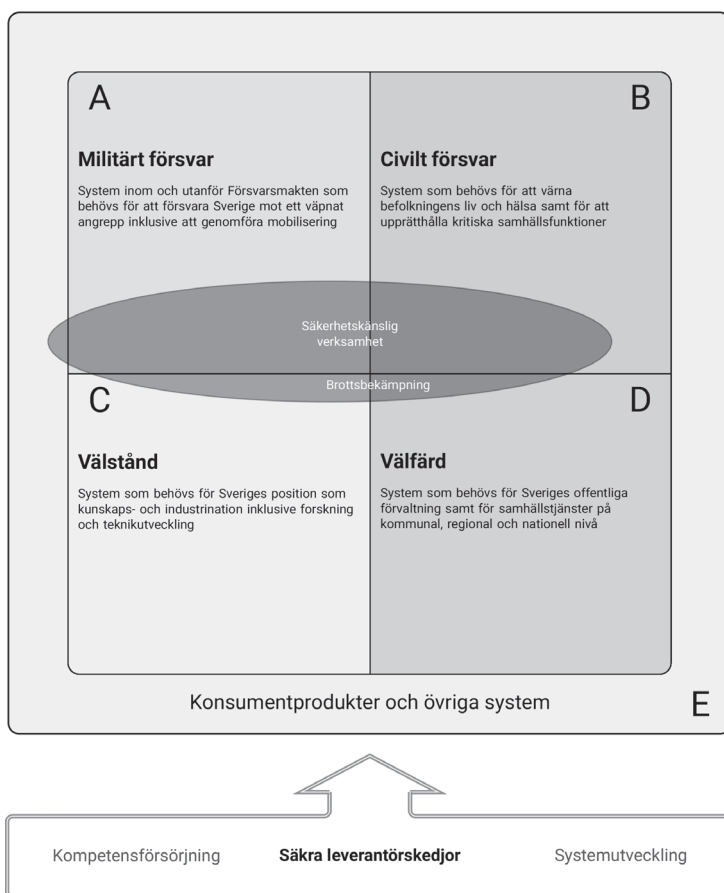 A
B
Militärt försvar
System inom och utanför Försvarsmakten som
behövs för att försvara Sverige mot ett väpnat
angrepp inklusive att genomföra mobilisering
Civilt försvar
System som behövs för att värna
befolkningens liv och hälsa samt för att
upprätthålla kritiska samhällsfunktioner
Säkerhetskänslig
verksamhet
Brottsbekämpning
C
D
Välstånd
System som behövs för Sveriges position som
kunskaps- och industrination inklusive forskning
och teknikutveckling
Välfärd
System som behövs för Sveriges offentliga
förvaltning samt för samhällstjänster på
kommunal, regional och nationell nivå
Konsumentprodukter och övriga system
E
Kompetensförsörjning
Säkra leverantörskedjor
Systemutveckling